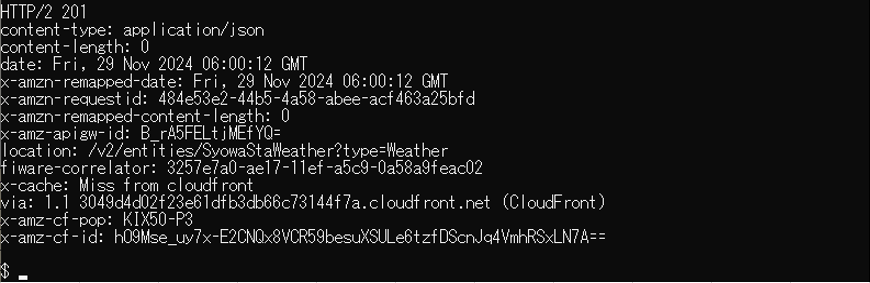 HTTP/2 201
content-type: application/json
content-length: 0
date: Fri, 29 Nov 2024 06:00:12 GMT
x-amzn-remapped-date: Fri, 29 Nov 2024 06:00:12 GMT
x-amzn-requestid: 484e53e2-44b5-4a58-abee-acf463a25bfd
x-amzn-remapped-content-length: 0
x-amz-apigw-id: B_rA5FELtjMEfYQ=
location: /v2/entities/SyowaStaWeather?type=Weather
fiware-correlator: 3257e7a0-ae17-11ef-a5c9-0a58a9feac02
x-cache: Miss from cloudfront
via: 1.1 3049d4d02f23e61dfb3db66c73144f7a.cloudfront.net (CloudFront)
x-amz-cf-pop: KIX50-P3
x-amz-cf-id: hO9Mse_uy7x-E2CNQx8VCR59besuXSULe6tzfDScnJq4VmhRSxLN7A==
$